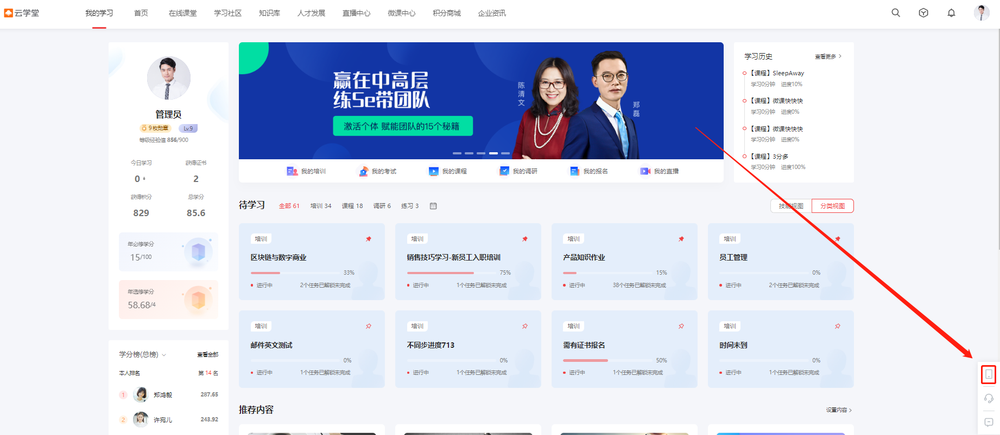 云学堂
我的学习
首页
在线课堂
学习社区
知识库
人才发展
直播中心
微课中心
积分商城
企业资讯
管理员
9枚勋章
Lv.9
等级经验值 856/900
今日学习
获得证书
0
2
获得积分
总学分
829
85.6
年必修学分
15/100
年选修学分
58.68/4
学分榜(总榜)
查看全部
本人排名
第 14 名
1
郑鸿毅
287.65
2
许宛儿
243.92
赢在中高层
练5e带团队
激活个体 赋能团队的15个秘籍
陈清文
郑磊
我的培训
我的考试
我的课程
我的调研
我的报名
我的直播
学习历史
查看更多
【课程】SleepAway
学习0分钟 进度10%
【课程】微课快快快
学习0分钟 进度0%
【课程】微课快快快
学习0分钟 进度0%
【课程】3分多
学习0分钟 进度100%
待学习
全部 61
培训 34
课程 18
调研 6
练习 3
技能视图
分类视图
培训
区块链与数字商业
33%
进行中
2个任务已解锁未完成
培训
销售技巧学习-新员工入职培训
75%
进行中
1个任务已解锁未完成
培训
产品知识作业
15%
进行中
38个任务已解锁未完成
培训
员工管理
0%
进行中
2个任务已解锁未完成
培训
邮件英文测试
0%
进行中
1个任务已解锁未完成
培训
不同步进度713
0%
进行中
1个任务已解锁未完成
培训
需有证书报名
50%
进行中
1个任务已解锁未完成
培训
时间未到
0%
进行中
1个任务已解锁未完成
推荐内容
设置内容